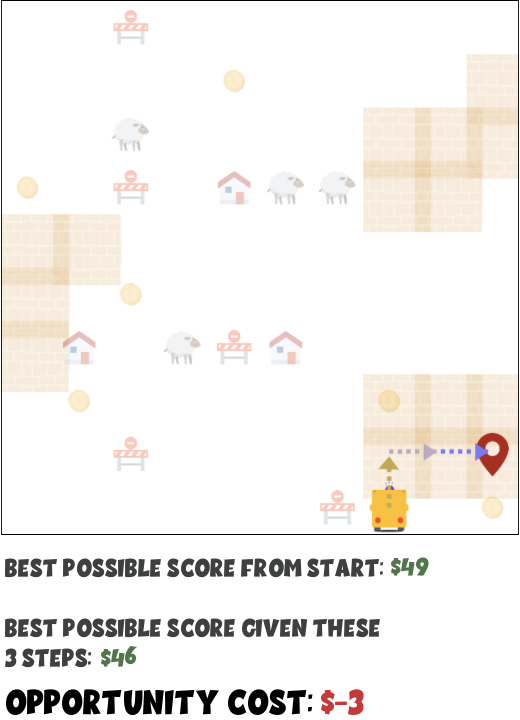 BEST POSSIBLE SCORE FROM START: $49
BEST POSSIBLE SCORE GIVEN THESE
3 STEPS: $46
OPPORTUNITY COST: $-3